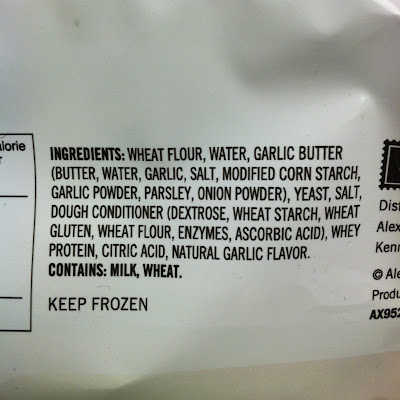 alorie
INGREDIENTS: WHEAT FLOUR, WATER, GARLIC BUTTER
(BUTTER, WATER, GARLIC, SALT, MODIFIED CORN STARCH,
GARLIC POWDER, PARSLEY, ONION POWDER), YEAST, SALT,
DOUGH CONDITIONER (DEXTROSE, WHEAT STARCH, WHEAT
GLUTEN, WHEAT FLOUR, ENZYMES, ASCORBIC ACID), WHEY
PROTEIN, CITRIC ACID, NATURAL GARLIC FLAVOR.
CONTAINS: MILK, WHEAT.
KEEP FROZEN
Dist
Alex
Kenn
© Ale
Produ
AX952